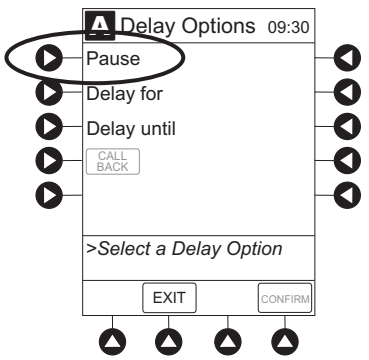 A Delay Options 09:30
Pause
Delay for
Delay until
CALL
BACK
>Select a Delay Option
EXIT CONFIRM